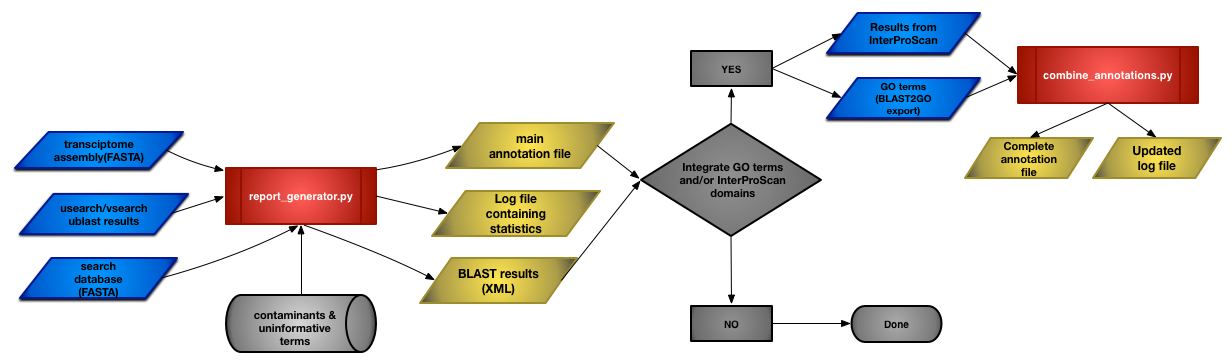 transciptome
assembly(FASTA)
usearch/vsearch
ublast results
search
database
(FASTA)
report_generator.py
contaminants &
uninformative
terms
main
annotation file
Log file
containing
statistics
BLAST results
(XML)
Integrate GO terms
and/or InterProScan
domains
YES
NO
Done
Results from
InterProScan
GO terms
(BLAST2GO
export)
combine_annotations.py
Complete
annotation
file
Updated
log file